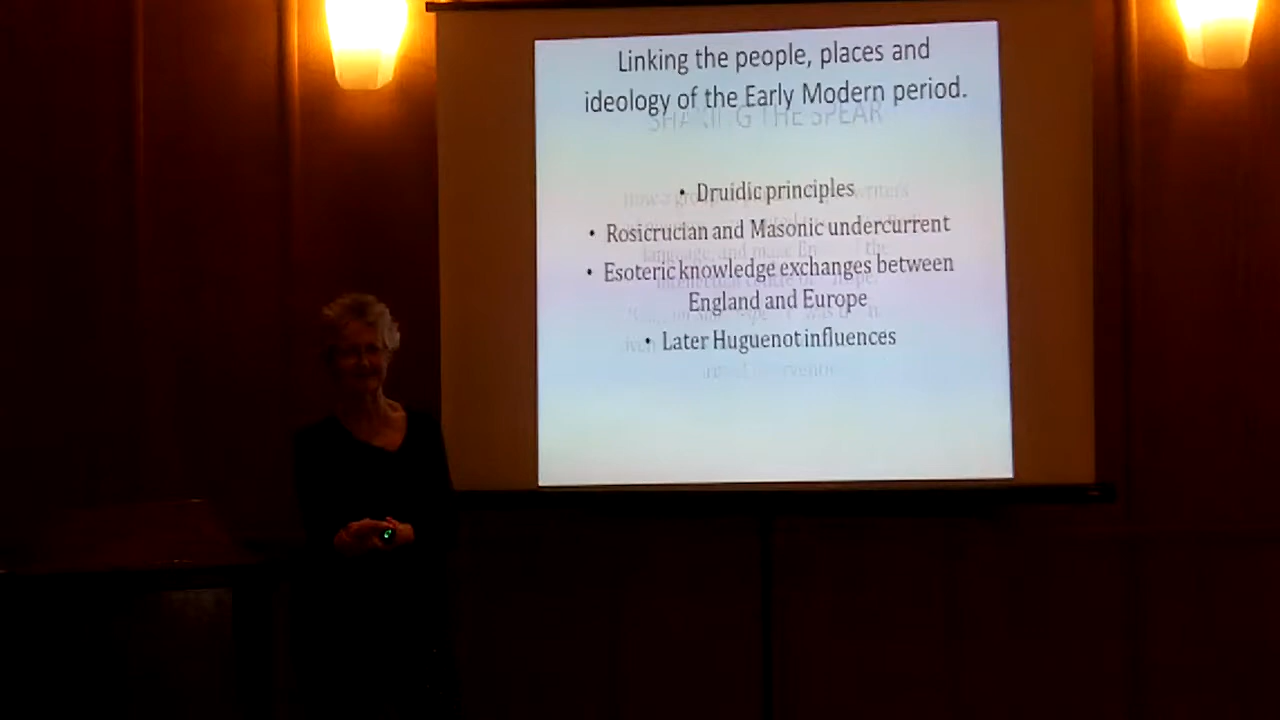 Linking the people, places and
ideology of the Early Modern period.
SHAKING THE SPEAR
• Druidic principles
• Rosicrucian and Masonic undercurrent
• Esoteric knowledge exchanges between
England and Europe
• Later Huguenot influences